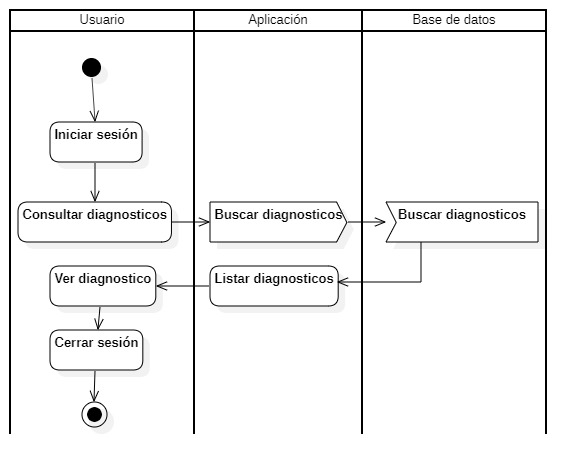 Usuario
Aplicación
Base de datos
Iniciar sesión
Consultar diagnosticos
Buscar diagnosticos
Buscar diagnosticos
Ver diagnostico
Listar diagnosticos
Cerrar sesión